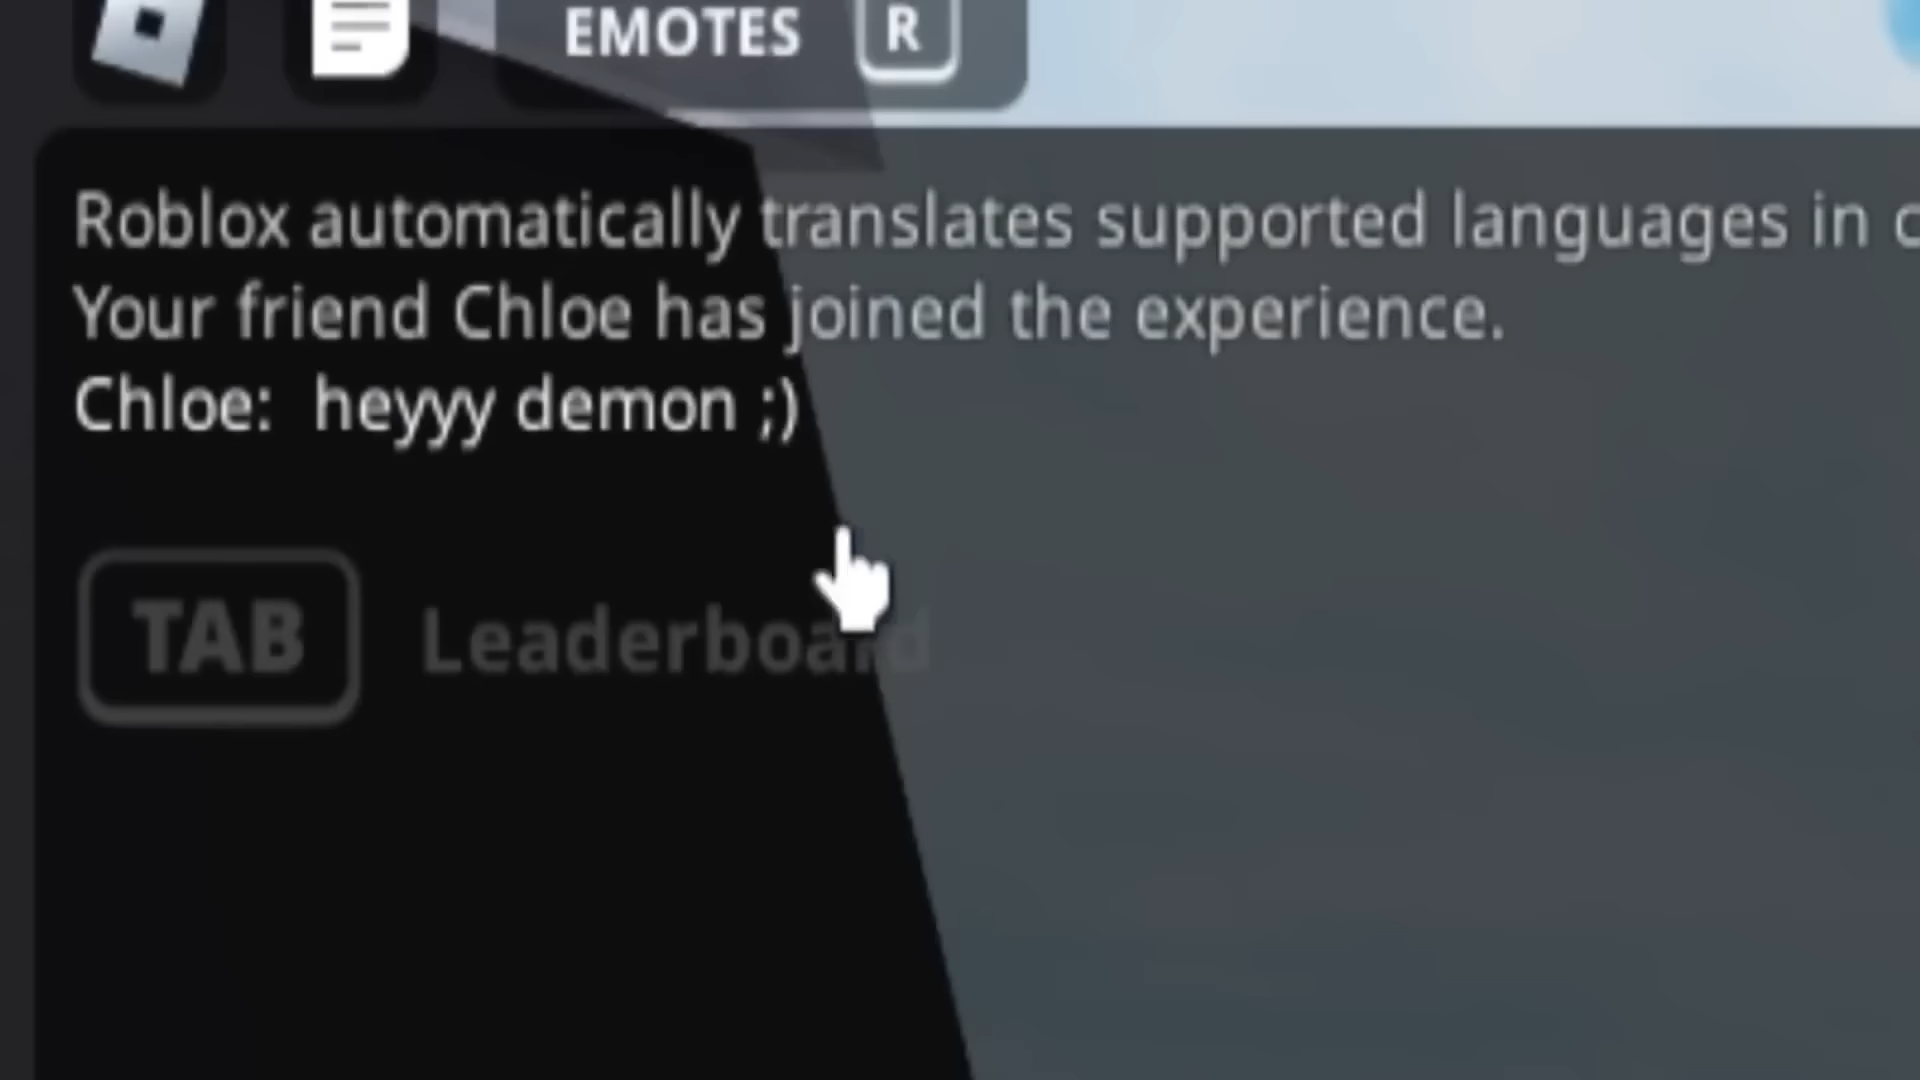 EMOTES R
Roblox automatically translates supported languages in
Your friend Chloe has joined the experience.
Chloe: heyyy demon ;)
TAB Leaderboard